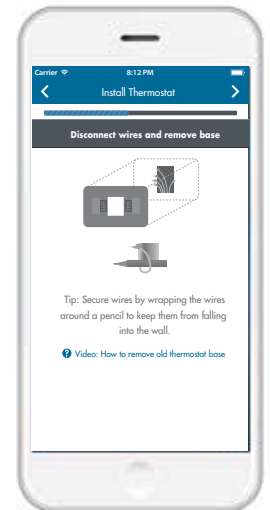 Carrier 8:12 PM
Install Thermostat
Disconnect wires and remove base
Tip: Secure wires by wrapping the wires
around a pencil to keep them from falling
into the wall.
? Video: How to remove old thermostat base